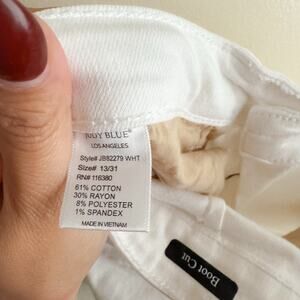 JUDY BLUE®
LOS ANGELES
Style# JB82279 WHT
Size# 13/31
RN# 116380
61% COTTON
30% RAYON
8% POLYESTER
1% SPANDEX
MADE IN VIETNAM
Boot Cut